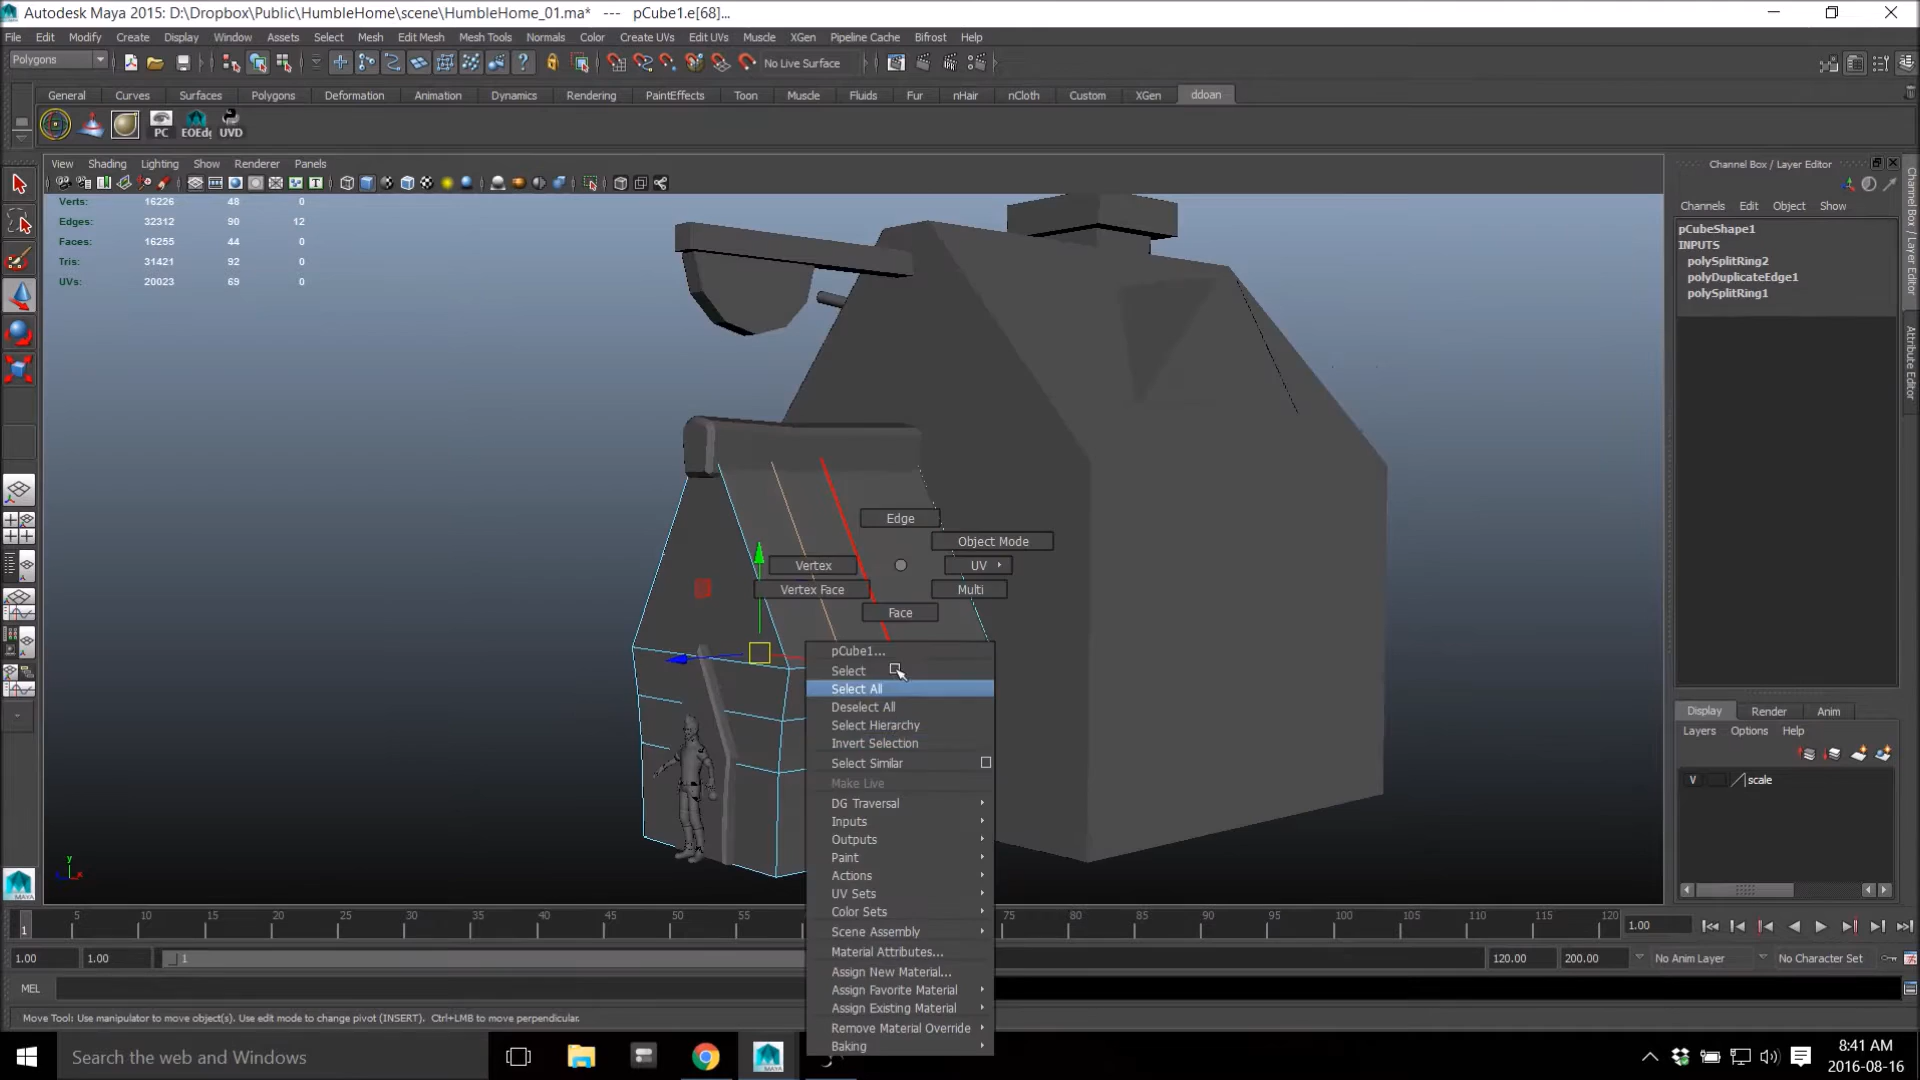 Autodesk Maya 2015: D:\Dropbox\Public\HumbleHome\scene\HumbleHome_01.ma*   ---   pCube1.e[68]...
File Edit Modify Create Display Window Assets Select Mesh Edit Mesh Mesh Tools Normals Color Create UVs Edit UVs Muscle XGen Pipeline Cache Bifrost Help
Polygons
No Live Surface
General Curves Surfaces Polygons Deformation Animation Dynamics Rendering PaintEffects Toon Muscle Fluids Fur nHair nCloth Custom XGen ddoan
PC EOEdg UVD
View Shading Lighting Show Renderer Panels
Verts: 16226 48 0
Edges: 32312 90 12
Faces: 16255 44 0
Tris: 31421 92 0
UVs: 20023 69 0
Edge
Object Mode
Vertex
UV
Vertex Face
Multi
Face
pCube1...
Select
Select All
Deselect All
Select Hierarchy
Invert Selection
Select Similar
Make Live
DG Traversal
Inputs
Outputs
Paint
Actions
UV Sets
Color Sets
Scene Assembly
Material Attributes...
Assign New Material...
Assign Favorite Material
Assign Existing Material
Remove Material Override
Baking
y
x
Channel Box / Layer Editor
Channels Edit Object Show
pCubeShape1
INPUTS
polySplitRing2
polyDuplicateEdge1
polySplitRing1
Channel Box / Layer Editor
Attribute Editor
Display Render Anim
Layers Options Help
V scale
MAYA
1 5 10 15 20 25 30 35 40 45 50 55 75 80 85 90 95 100 105 110 115 120
1.00
1.00 1.00 1 120.00 200.00 No Anim Layer No Character Set
MEL
Move Tool: Use manipulator to move object(s). Use edit mode to change pivot (INSERT). Ctrl+LMB to move perpendicular.
Search the web and Windows
8:41 AM
2016-08-16